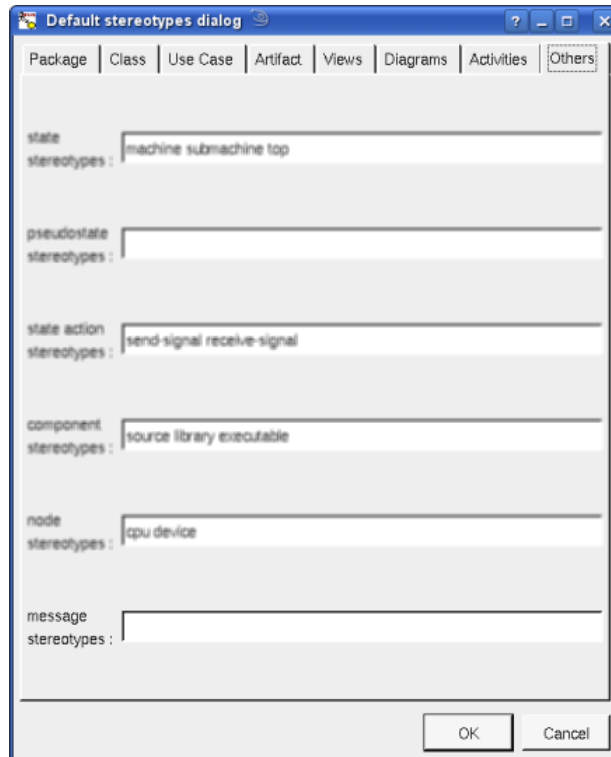 Default stereotypes dialog
Package Class Use Case Artifact Views Diagrams Activities Others
state
stereotypes :
machine submachine top
pseudostate
stereotypes :
state action
stereotypes :
send-signal receive-signal
component
stereotypes :
source library executable
node
stereotypes :
cpu device
message
stereotypes :
OK Cancel